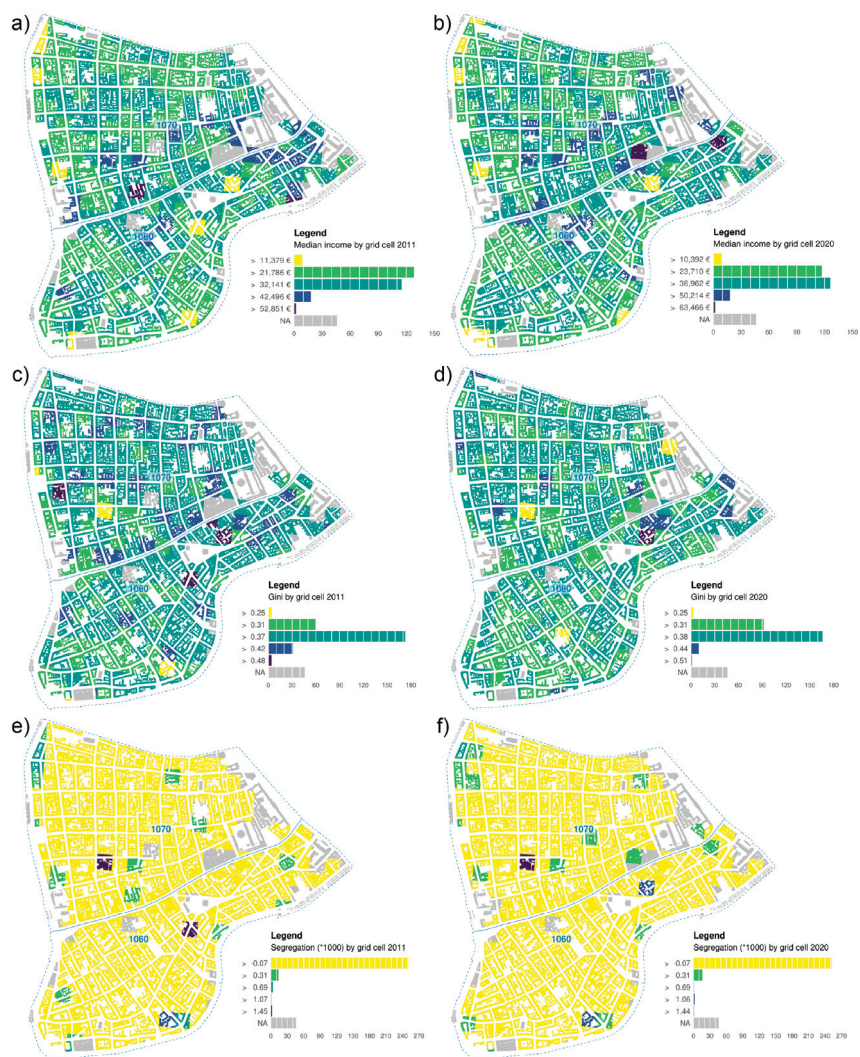 a)
1070
1060
Legend
Median income by grid cell 2011
> 11,379 €
> 21,786 €
> 32,141 €
> 42,496 €
> 52,851 €
NA
0 30 60 90 120 150
b)
1070
1060
Legend
Median income by grid cell 2020
> 10,392 €
> 23,710 €
> 36,962 €
> 50,214 €
> 63,466 €
NA
0 30 60 90 120 150
c)
1070
1060
Legend
Gini by grid cell 2011
> 0.25
> 0.31
> 0.37
> 0.42
> 0.48
NA
0 30 60 90 120 150 180
d)
1070
1060
Legend
Gini by grid cell 2020
> 0.25
> 0.31
> 0.38
> 0.44
> 0.51
NA
0 30 60 90 120 150 180
e)
1070
1060
Legend
Segregation (*1000) by grid cell 2011
> -0.07
> 0.31
> 0.69
> 1.07
> 1.45
NA
0 30 60 90 120 150 180 210 240 270
f)
1070
1060
Legend
Segregation (*1000) by grid cell 2020
> -0.07
> 0.31
> 0.69
> 1.06
> 1.44
NA
0 30 60 90 120 150 180 210 240 270